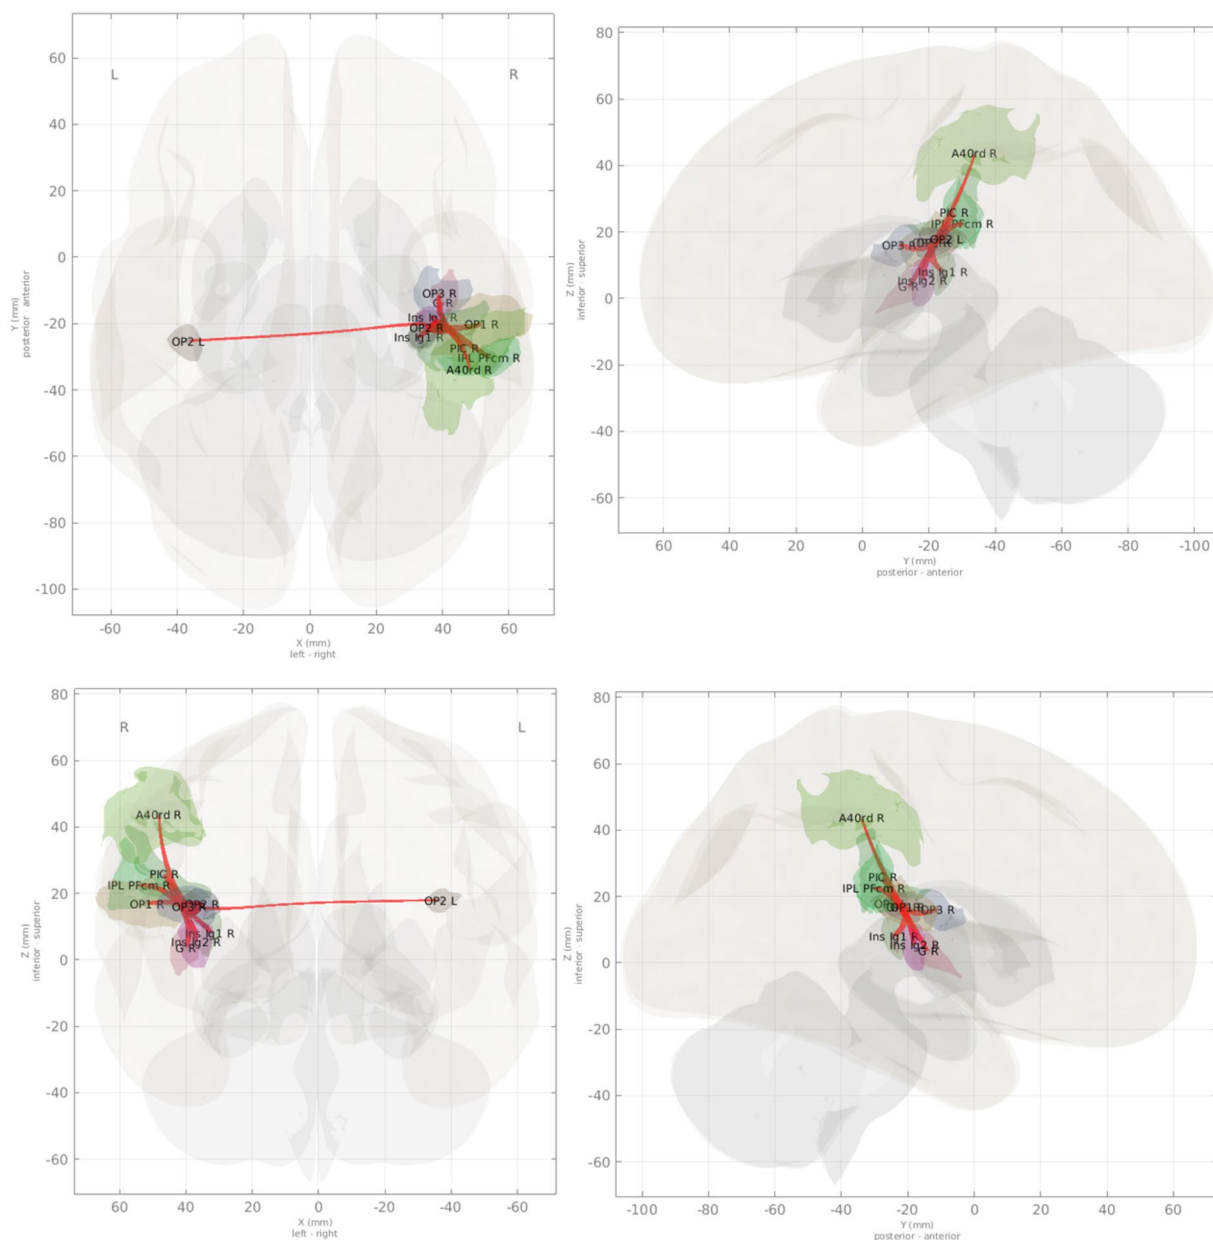 60
40
20
0
-20
-40
-60
-80
-100
Y (mm)
posterior - anterior
L
R
OP3 R
G R
Ins Ig
R
OP2 R
OP1 R
Ins Ig1 R
PIC R
IPL PFcm R
A40rd R
OP2 L
-60
-40
-20
0
20
40
60
X (mm)
left - right
80
60
40
20
0
-20
-40
-60
Z (mm)
inferior - superior
A40rd R
PIC R
IPL PFcm R
OP3 R
OP2 L
Ins Ig1 R
Ins Ig2 R
G R
60
40
20
0
-20
-40
-60
-80
-100
Y (mm)
posterior - anterior
80
60
40
20
0
-20
-40
-60
Z (mm)
inferior - superior
R
L
A40rd R
PIC R
IPL PFcm R
OP1 R
OP3 R
OP2 R
OP2 L
Ins Ig1 R
Ins Ig2 R
G R
60
40
20
0
-20
-40
-60
X (mm)
left - right
80
60
40
20
0
-20
-40
-60
Z (mm)
inferior - superior
A40rd R
PIC R
IPL PFcm R
OP1 R
OP3 R
Ins Ig1 R
Ins Ig2 R
G R
-100
-80
-60
-40
-20
0
20
40
60
Y (mm)
posterior - anterior